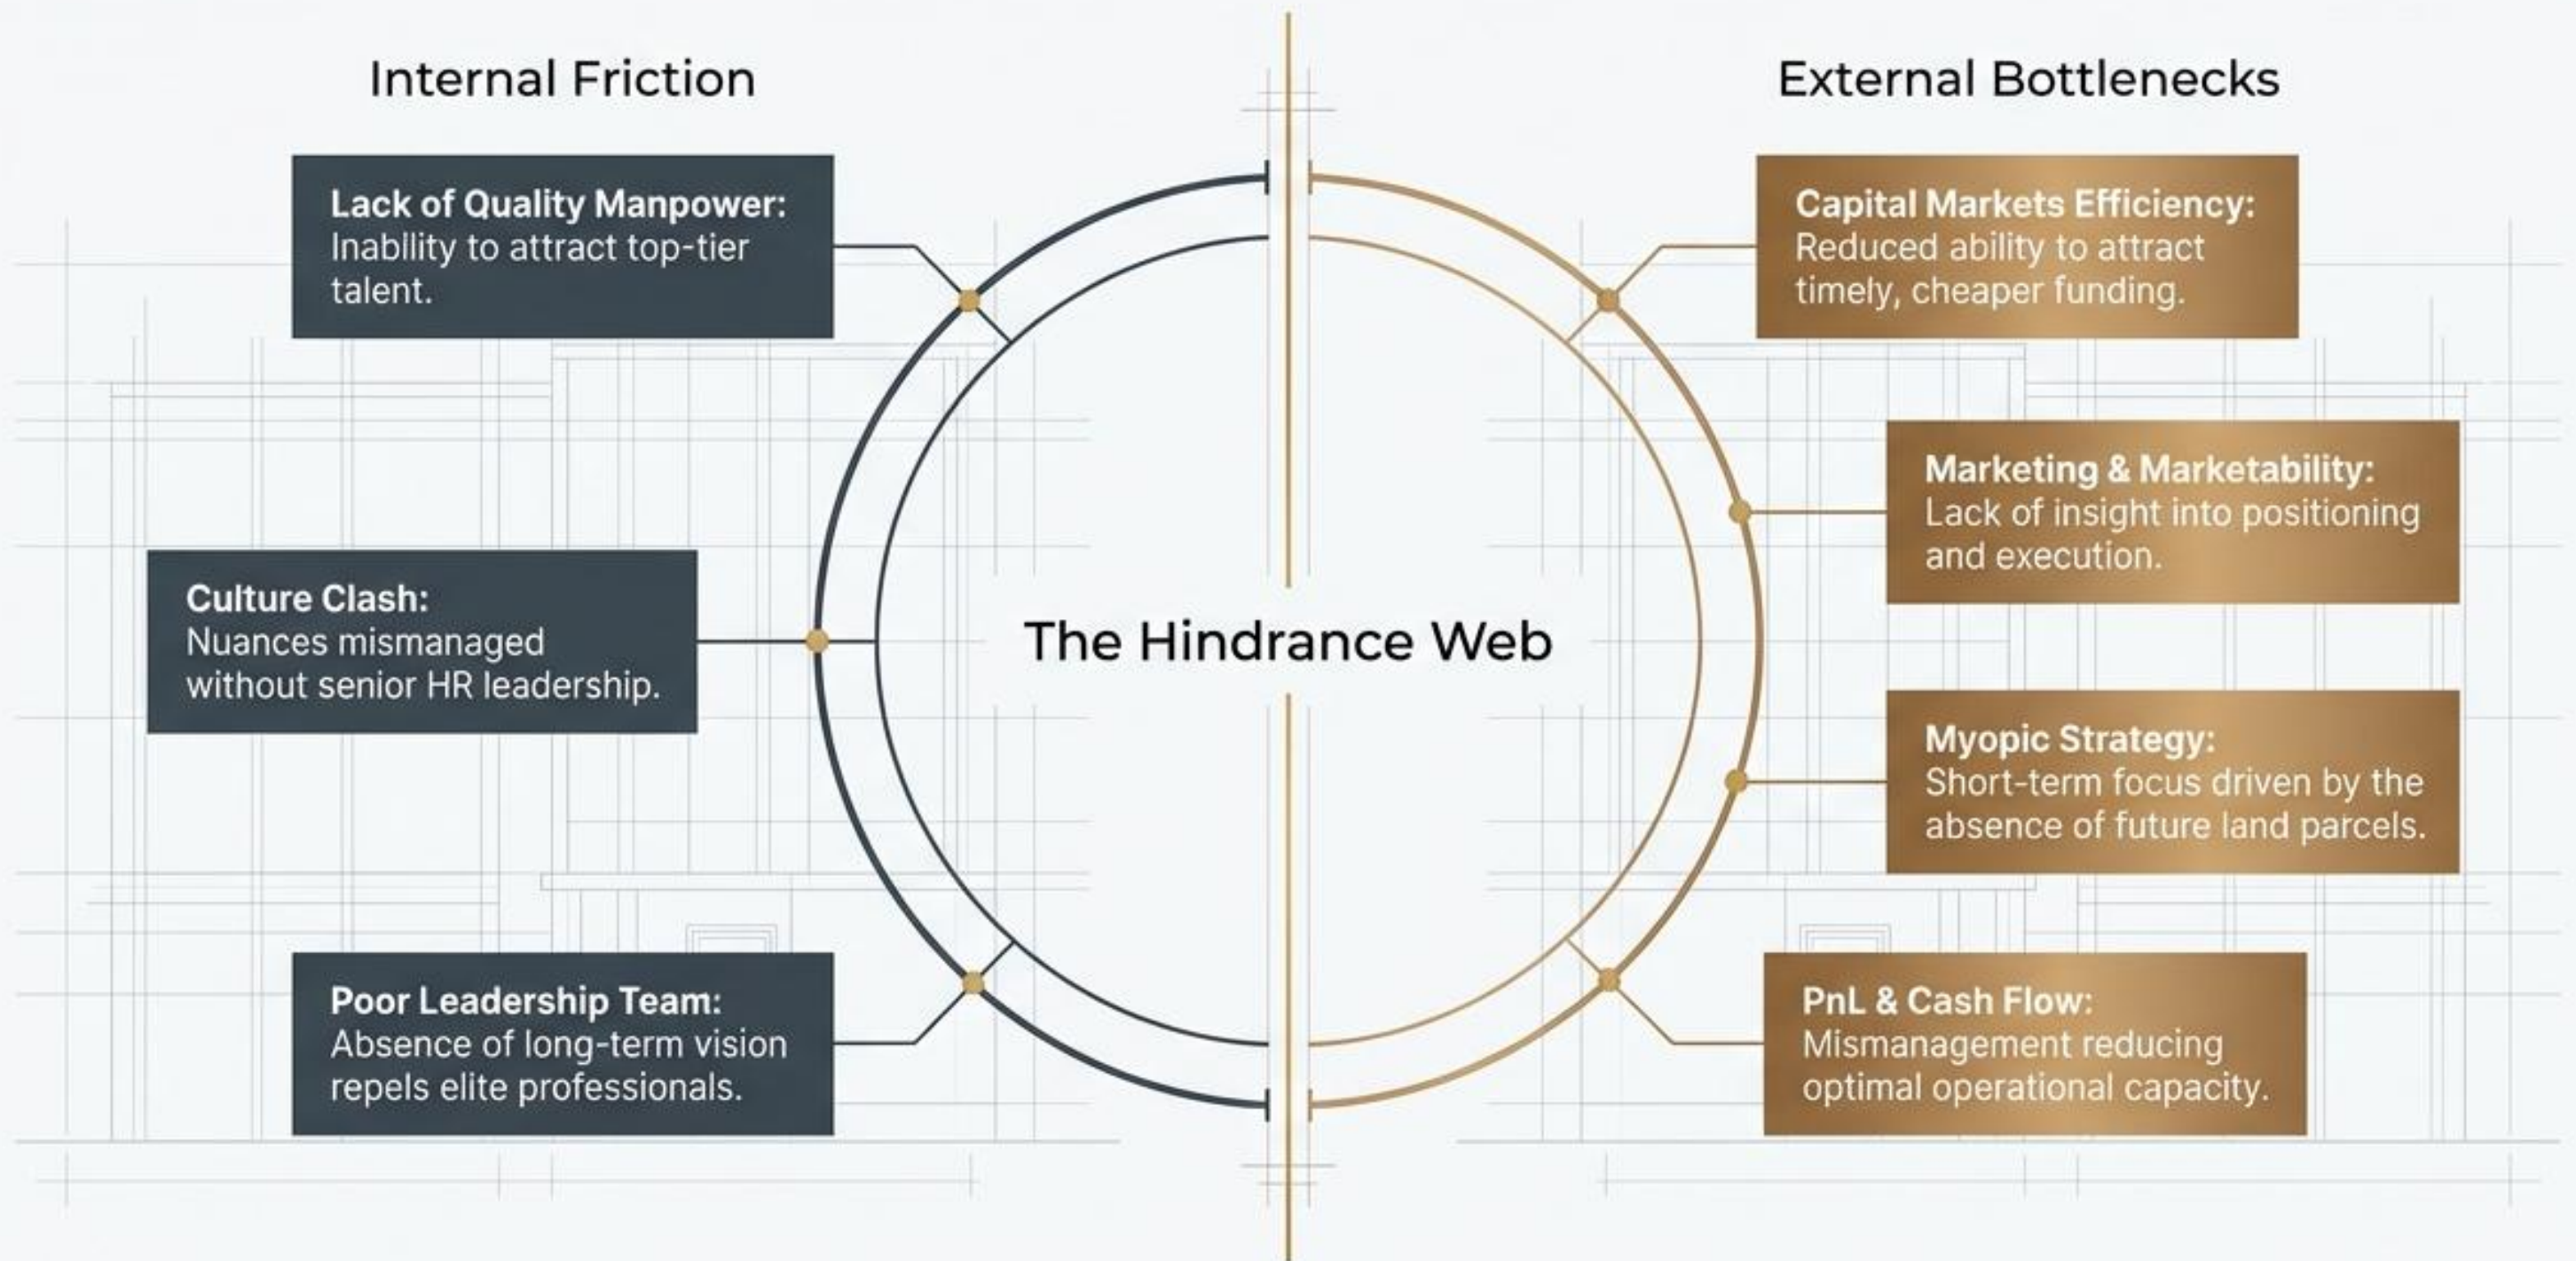 Internal Friction
Lack of Quality Manpower:
Inability to attract top-tier
talent.
Culture Clash:
Nuances mismanaged
without senior HR leadership.
Poor Leadership Team:
Absence of long-term vision
repels elite professionals.
The Hindrance Web
External Bottlenecks
Capital Markets Efficiency:
Reduced ability to attract
timely, cheaper funding.
Marketing & Marketability:
Lack of insight into positioning
and execution.
Myopic Strategy:
Short-term focus driven by the
absence of future land parcels.
PnL & Cash Flow:
Mismanagement reducing
optimal operational capacity.